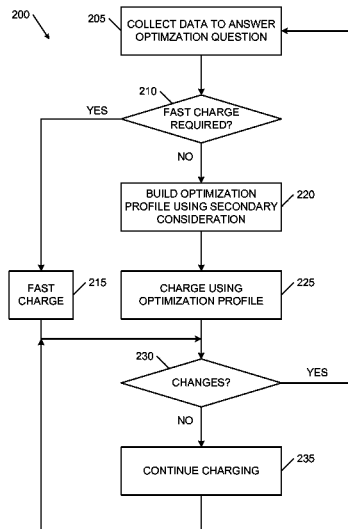 200
205
COLLECT DATA TO ANSWER
OPTIMZATION QUESTION
210
YES
FAST CHARGE
REQUIRED?
NO
BUILD OPTIMIZATION
PROFILE USING SECONDARY
CONSIDERATION
220
FAST
CHARGE
215
CHARGE USING
OPTIMIZATION PROFILE
225
230
CHANGES?
YES
NO
CONTINUE CHARGING
235